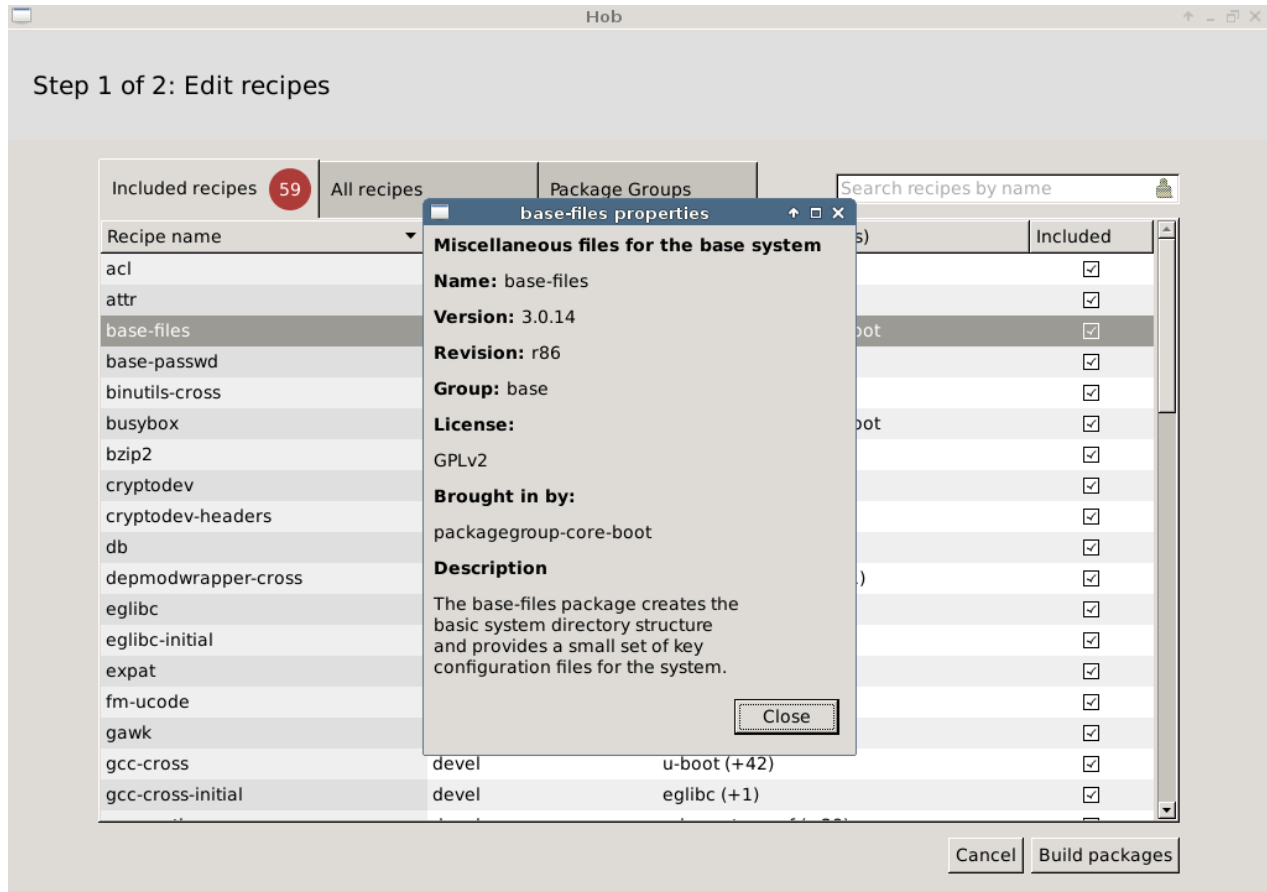 Hob
Step 1 of 2: Edit recipes
Included recipes 59 All recipes Package Groups Search recipes by name
base-files properties
Recipe name s) Included
Miscellaneous files for the base system
Name: base-files
Version: 3.0.14
Revision: r86
Group: base
License:
GPLv2
Brought in by:
packagegroup-core-boot
Description
The base-files package creates the
basic system directory structure
and provides a small set of key
configuration files for the system.
Close
acl
attr
base-files oot
base-passwd
binutils-cross
busybox oot
bzip2
cryptodev
cryptodev-headers
db
depmodwrapper-cross )
eglibc
eglibc-initial
expat
fm-ucode
gawk
gcc-cross devel u-boot (+42)
gcc-cross-initial devel eglibc (+1)
Cancel Build packages